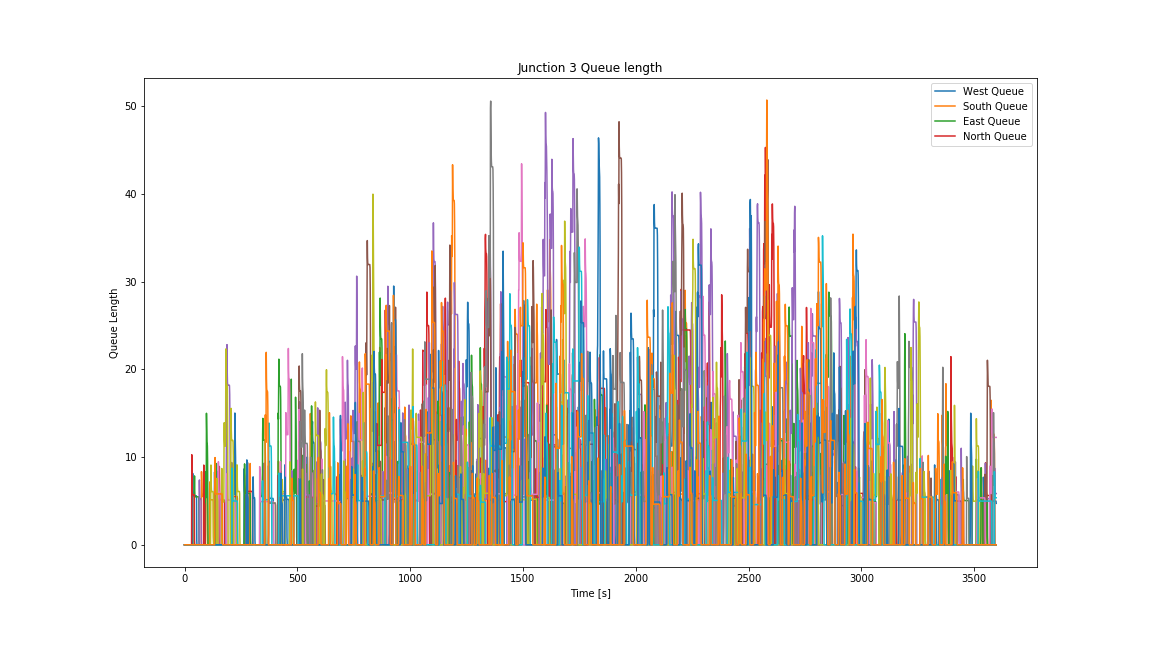 Junction 3 Queue length
West Queue
South Queue
East Queue
North Queue
Queue Length
50
40
30
20
10
0
0 500 1000 1500 2000 2500 3000 3500
Time [s]